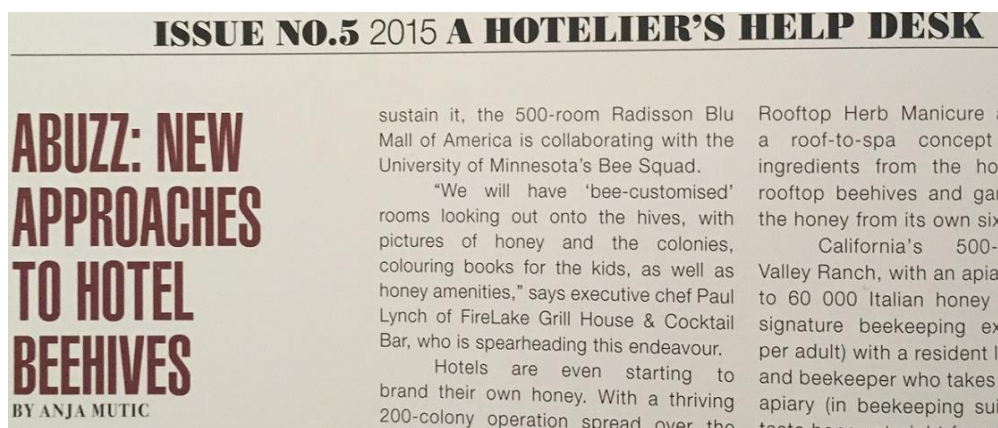 ISSUE NO.5 2015 A HOTELIER'S HELP DESK
ABUZZ: NEW
APPROACHES
TO HOTEL
BEEHIVES
BY ANJA MUTIC
sustain it, the 500-room Radisson Blu
Mall of America is collaborating with the
University of Minnesota's Bee Squad.
"We will have 'bee-customised'
rooms looking out onto the hives, with
pictures of honey and the colonies,
colouring books for the kids, as well as
honey amenities," says executive chef Paul
Lynch of FireLake Grill House & Cocktail
Bar, who is spearheading this endeavour.
Hotels are even starting to
brand their own honey. With a thriving
200-colony operation spread over the
Rooftop Herb Manicure
a roof-to-spa concept
ingredients from the
rooftop beehives and
the honey from its own
California's 500-
Valley Ranch, with an
to 60 000 Italian honey
signature beekeeping
per adult) with a resident
and beekeeper who takes
apiary (in beekeeping